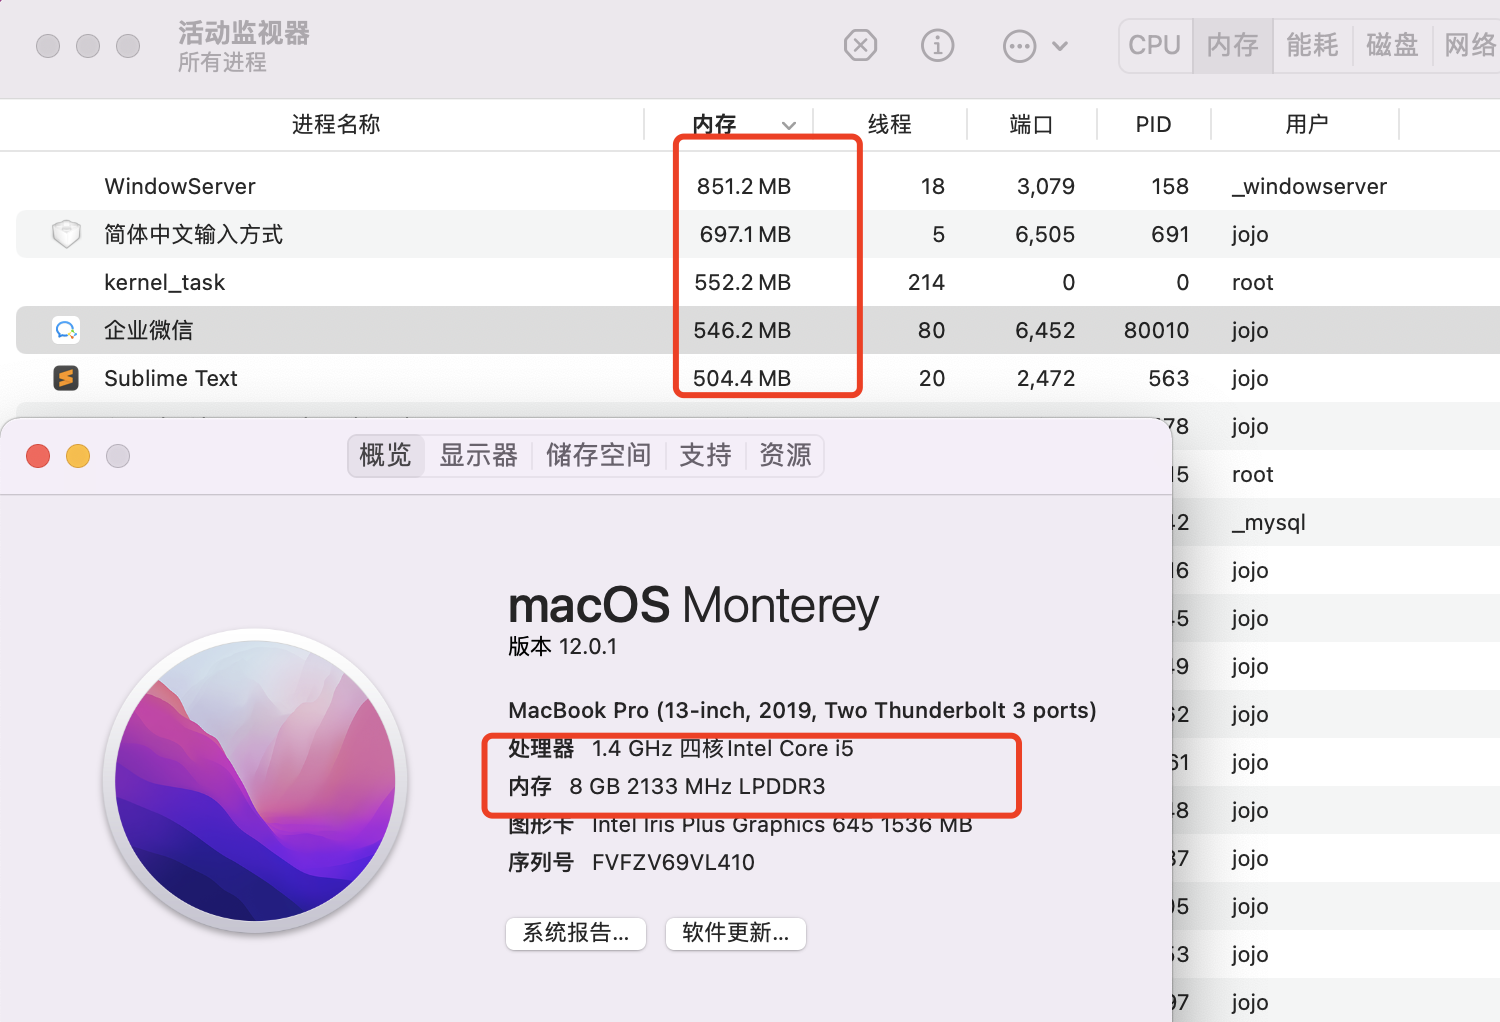 活动监视器
所有进程
CPU 内存 能耗 磁盘 网络
进程名称 内存 线程 端口 PID 用户
WindowServer 851.2 MB 18 3,079 158 _windowserver
简体中文输入方式 697.1 MB 5 6,505 691 jojo
kernel_task 552.2 MB 214 0 0 root
企业微信 546.2 MB 80 6,452 80010 jojo
Sublime Text 504.4 MB 20 2,472 563 jojo
78 jojo
概览 显示器 储存空间 支持 资源
5 root
2 _mysql
6 jojo
macOS Monterey
5 jojo
版本 12.0.1
9 jojo
MacBook Pro (13-inch, 2019, Two Thunderbolt 3 ports)
2 jojo
处理器 1.4 GHz 四核Intel Core i5
61 jojo
内存 8 GB 2133 MHz LPDDR3
图形卡 Intel Iris Plus Graphics 645 1536 MB
8 jojo
序列号 FVFZV69VL410
37 jojo
05 jojo
系统报告... 软件更新...
53 jojo
97 jojo